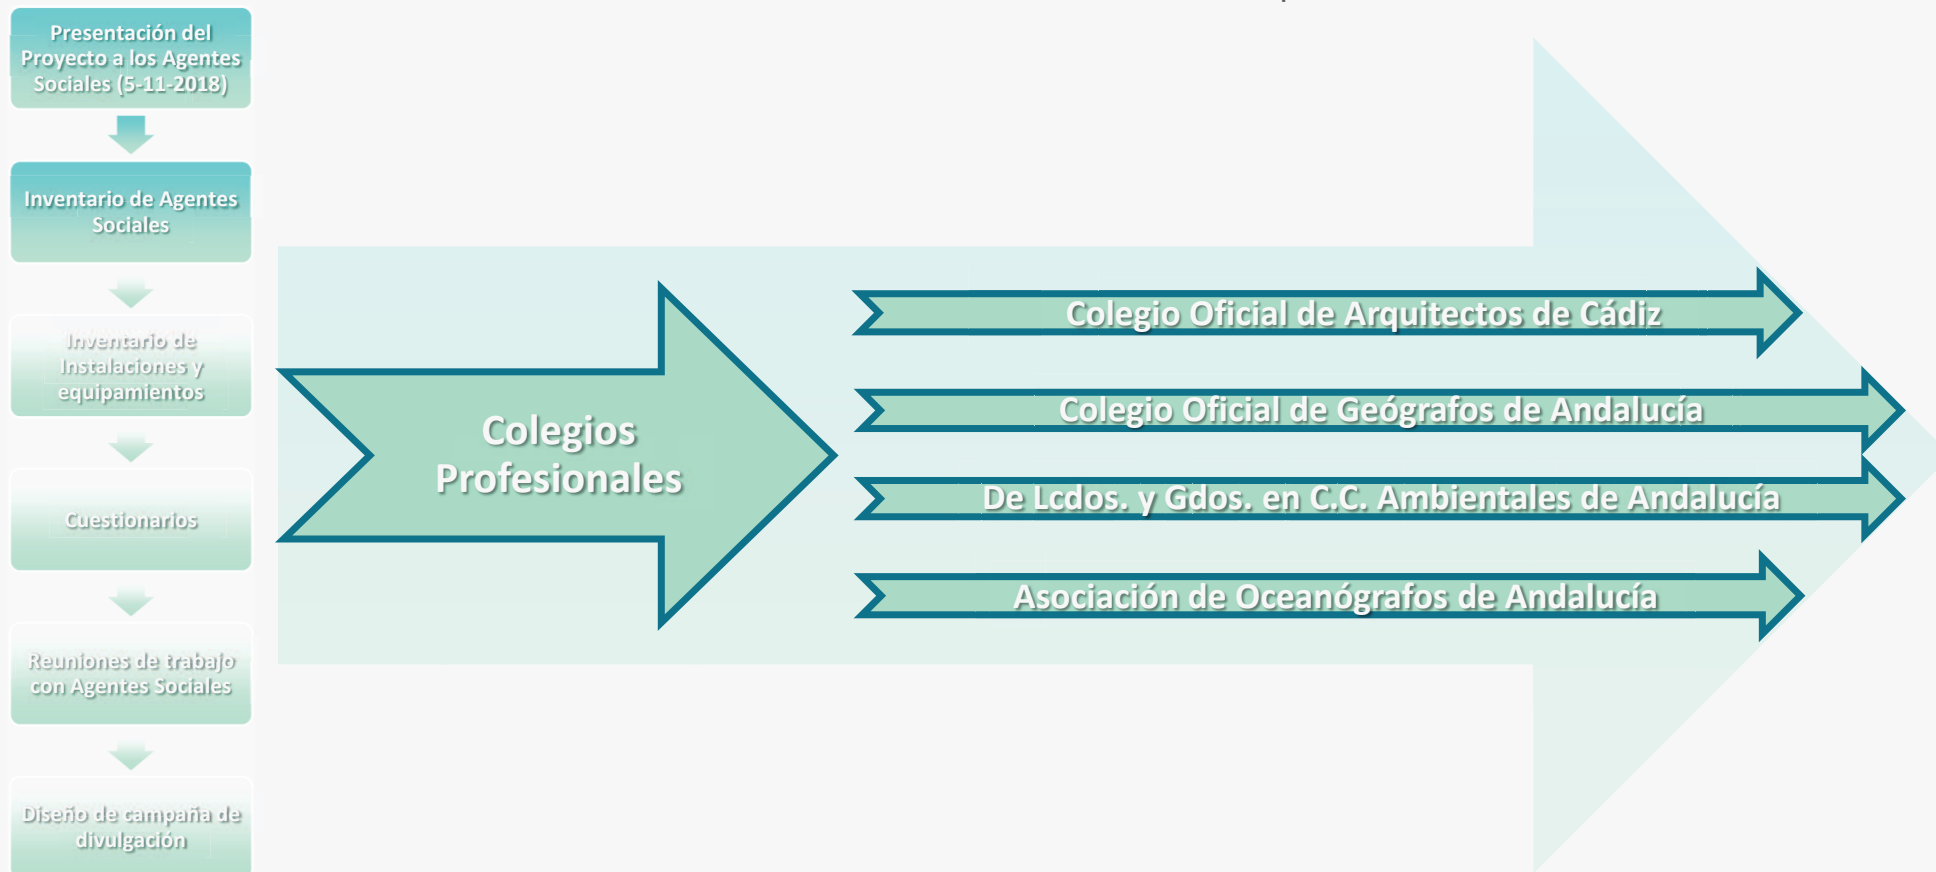 Presentación del
Proyecto a los Agentes
Sociales (5-11-2018)
Inventario de Agentes
Sociales
Inventario de
Instalaciones y
equipamientos
Cuestionarios
Reuniones de trabajo
con Agentes Sociales
Diseño de campaña de
divulgación
Colegios
Profesionales
Colegio Oficial de Arquitectos de Cádiz
Colegio Oficial de Geógrafos de Andalucía
De Lcdos. y Gdos. en C.C. Ambientales de Andalucía
Asociación de Oceanógrafos de Andalucía